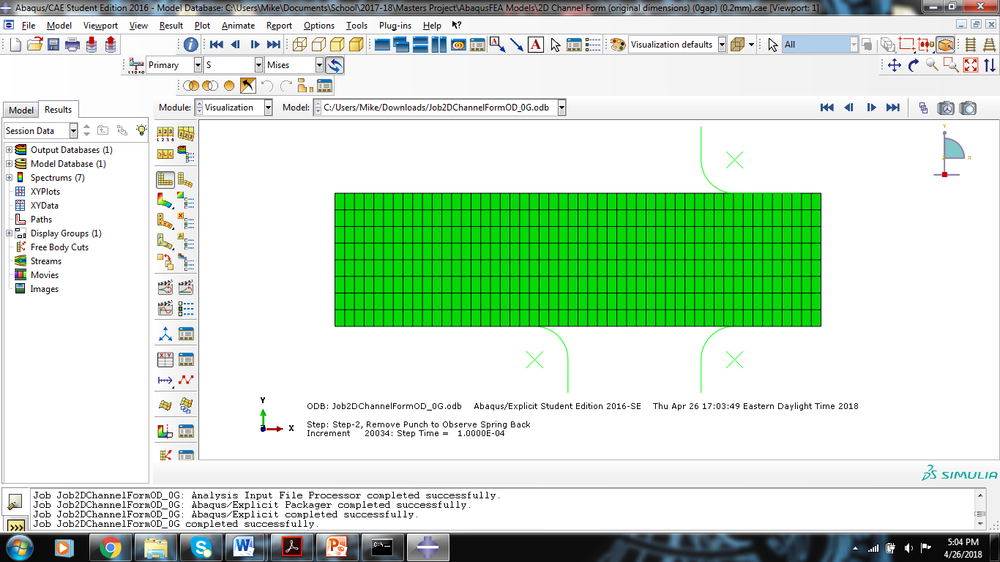 Abaqus/CAE Student Edition 2016 - Model Database: C:\Users\Mike\Documents\School\2017-18\Masters Project\AbaqusFEA Models\2D Channel Form (original dimensions) (0gap) (0.2mm).cae [Viewport: 1]
File Model Viewport View Result Plot Animate Report Options Tools Plug-ins Help
Visualization defaults All
Primary S Mises
Model Results Module: Visualization Model: C:/Users/Mike/Downloads/Job2DChannelFormOD_0G.odb
Session Data
Output Databases (1)
Model Database (1)
Spectrums (7)
XYPlots
XYData
Paths
Display Groups (1)
Free Body Cuts
Streams
Movies
Images
Y
X
Y
X
ODB: Job2DChannelFormOD_0G.odb Abaqus/Explicit Student Edition 2016-SE Thu Apr 26 17:03:49 Eastern Daylight Time 2018
Step: Step-2, Remove Punch to Observe Spring Back
Increment 20034: Step Time = 1.0000E-04
SIMULIA
Job Job2DChannelFormOD_0G: Analysis Input File Processor completed successfully.
Job Job2DChannelFormOD_0G: Abaqus/Explicit Packager completed successfully.
Job Job2DChannelFormOD_0G: Abaqus/Explicit completed successfully.
Job Job2DChannelFormOD_0G completed successfully.
5:04 PM
4/26/2018